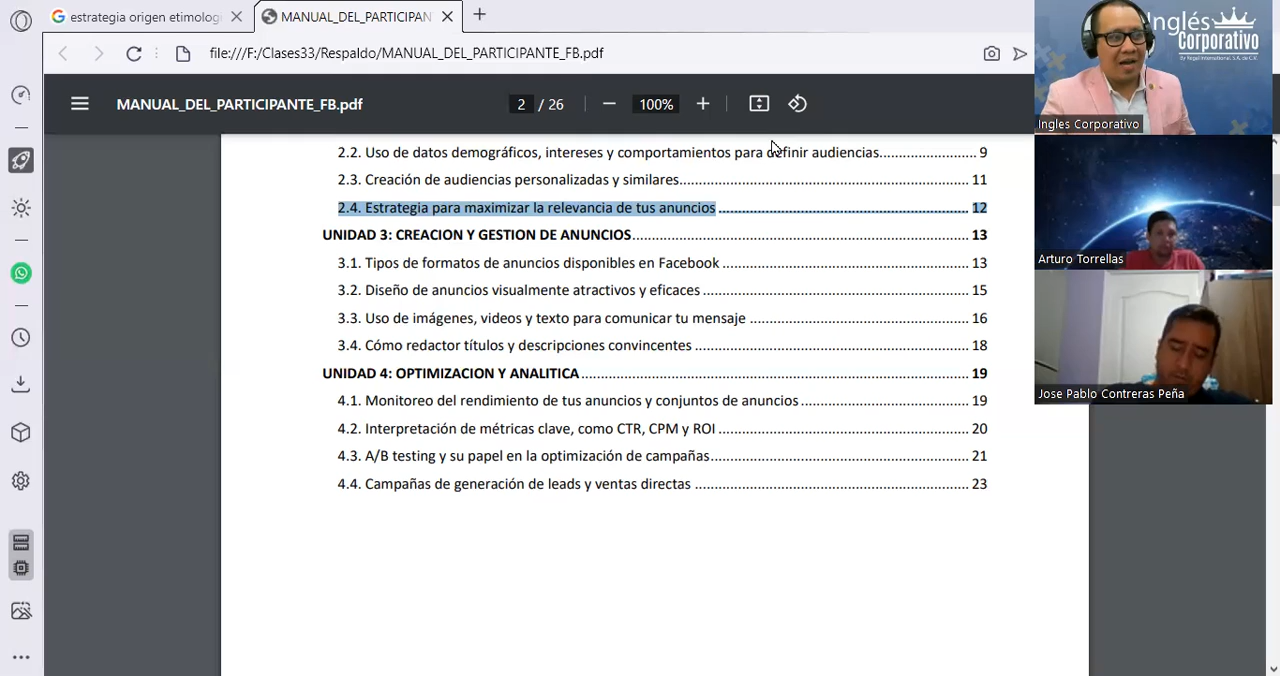 estrategia origen etimolog
MANUAL_DEL_PARTICIPAN
file:///F:/Clases33/Respaldo/MANUAL_DEL_PARTICIPANTE_FB.pdf
MANUAL_DEL_PARTICIPANTE_FB.pdf
2 / 26
100%
2.2. Uso de datos demográficos, intereses y comportamientos para definir audiencias.......................... 9
2.3. Creación de audiencias personalizadas y similares...................................................................... 11
2.4. Estrategia para maximizar la relevancia de tus anuncios ............................................................. 12
UNIDAD 3: CREACION Y GESTION DE ANUNCIOS................................................................................. 13
3.1. Tipos de formatos de anuncios disponibles en Facebook ............................................................ 13
3.2. Diseño de anuncios visualmente atractivos y eficaces ................................................................ 15
3.3. Uso de imágenes, videos y texto para comunicar tu mensaje ...................................................... 16
3.4. Cómo redactor títulos y descripciones convincentes .................................................................. 18
UNIDAD 4: OPTIMIZACION Y ANALITICA ............................................................................................ 19
4.1. Monitoreo del rendimiento de tus anuncios y conjuntos de anuncios ......................................... 19
4.2. Interpretación de métricas clave, como CTR, CPM y ROI ............................................................. 20
4.3. A/B testing y su papel en la optimización de campañas............................................................... 21
4.4. Campañas de generación de leads y ventas directas .................................................................. 23
Inglés
Corporativo
By Regal International, S.A. de C.V.
Ingles Corporativo
Arturo Torrellas
Jose Pablo Contreras Peña